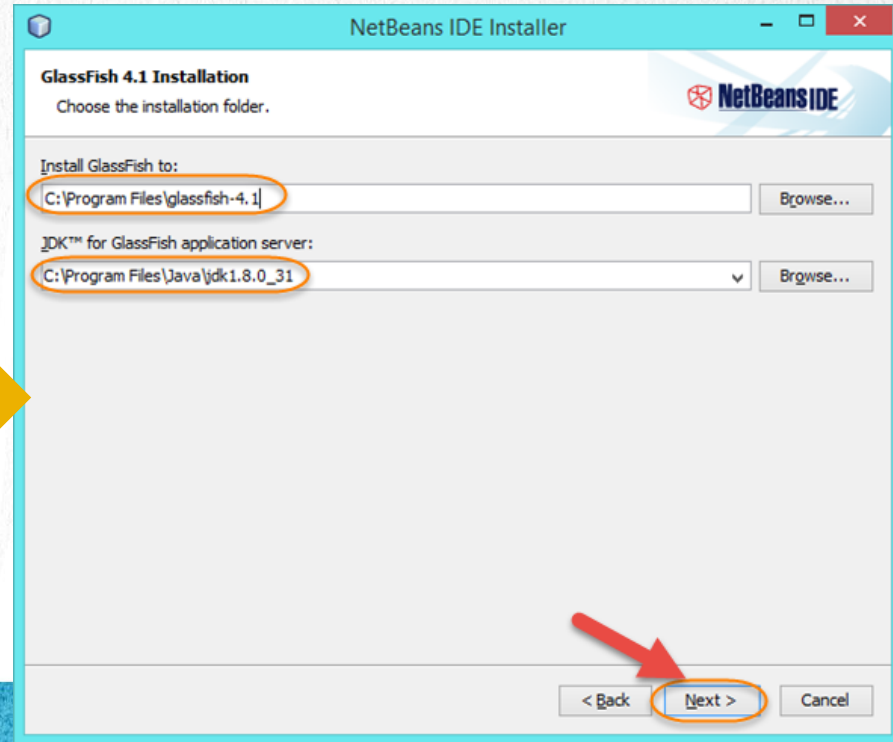 NetBeans IDE Installer
GlassFish 4.1 Installation
Choose the installation folder.
NetBeans IDE
Install GlassFish to:
C:\Program Files\glassfish-4.1
Browse...
JDK™ for GlassFish application server:
C:\Program Files\Java\jdk1.8.0_31
Browse...
< Back
Next >
Cancel